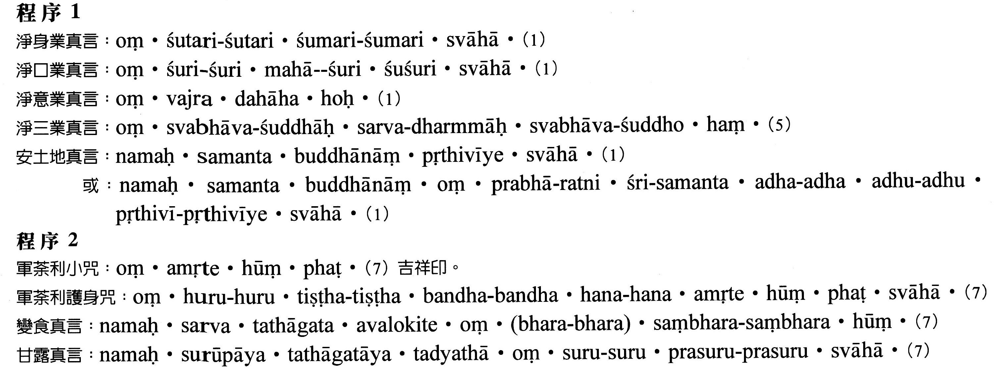 程序 1
淨身業真言：oṃ・śutari-śutari・śumari-śumari・svāhā・（1）
淨口業真言：oṃ・śuri-śuri・mahā--śuri・śuśuri・svāhā・（1）
淨意業真言：oṃ・vajra・dahāha・hoḥ・（1）
淨三業真言：oṃ・svabhāva-śuddhāḥ・sarva-dharmmāḥ・svabhāva-śuddho・haṃ・（5）
安土地真言：namaḥ・samanta・buddhānāṃ・pṛthivīye・svāhā・（1）
或：namaḥ・samanta・buddhānāṃ・oṃ・prabhā-ratni・śri-samanta・adha-adha・adhu-adhu・
pṛthivī-pṛthivīye・svāhā・（1）
程序 2
軍荼利小咒：oṃ・amṛte・hūṃ・phaṭ・（7）吉祥印。
軍荼利護身咒：oṃ・huru-huru・tiṣṭha-tiṣṭha・bandha-bandha・hana-hana・amṛte・hūṃ・phaṭ・svāhā・（7）
變食真言：namaḥ・sarva・tathāgata・avalokite・oṃ・(bhara-bhara)・saṃbhara-saṃbhara・hūṃ・（7）
甘露真言：namaḥ・surūpāya・tathāgatāya・tadyathā・oṃ・suru-suru・prasuru-prasuru・svāhā・（7）